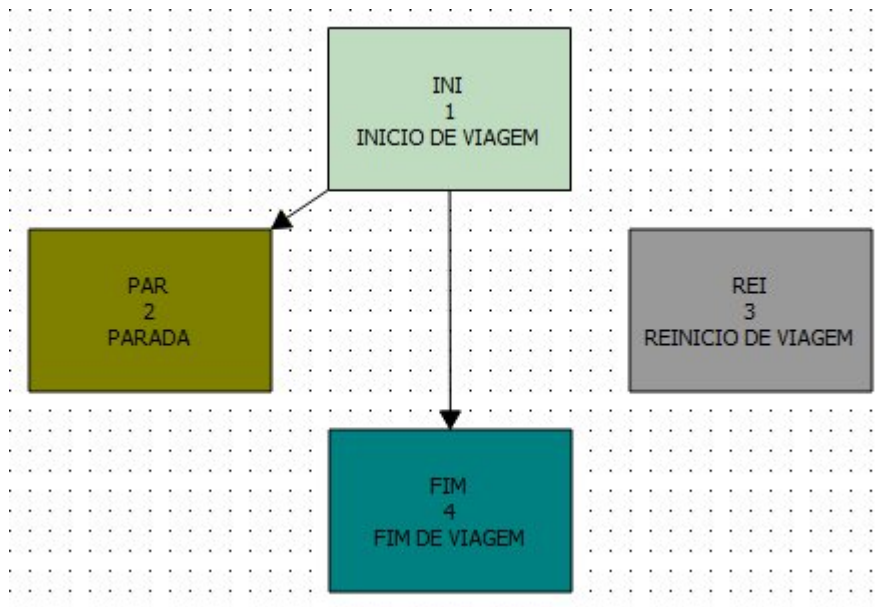 INI
1
INICIO DE VIAGEM
PAR
2
PARADA
REI
3
REINICIO DE VIAGEM
FIM
4
FIM DE VIAGEM